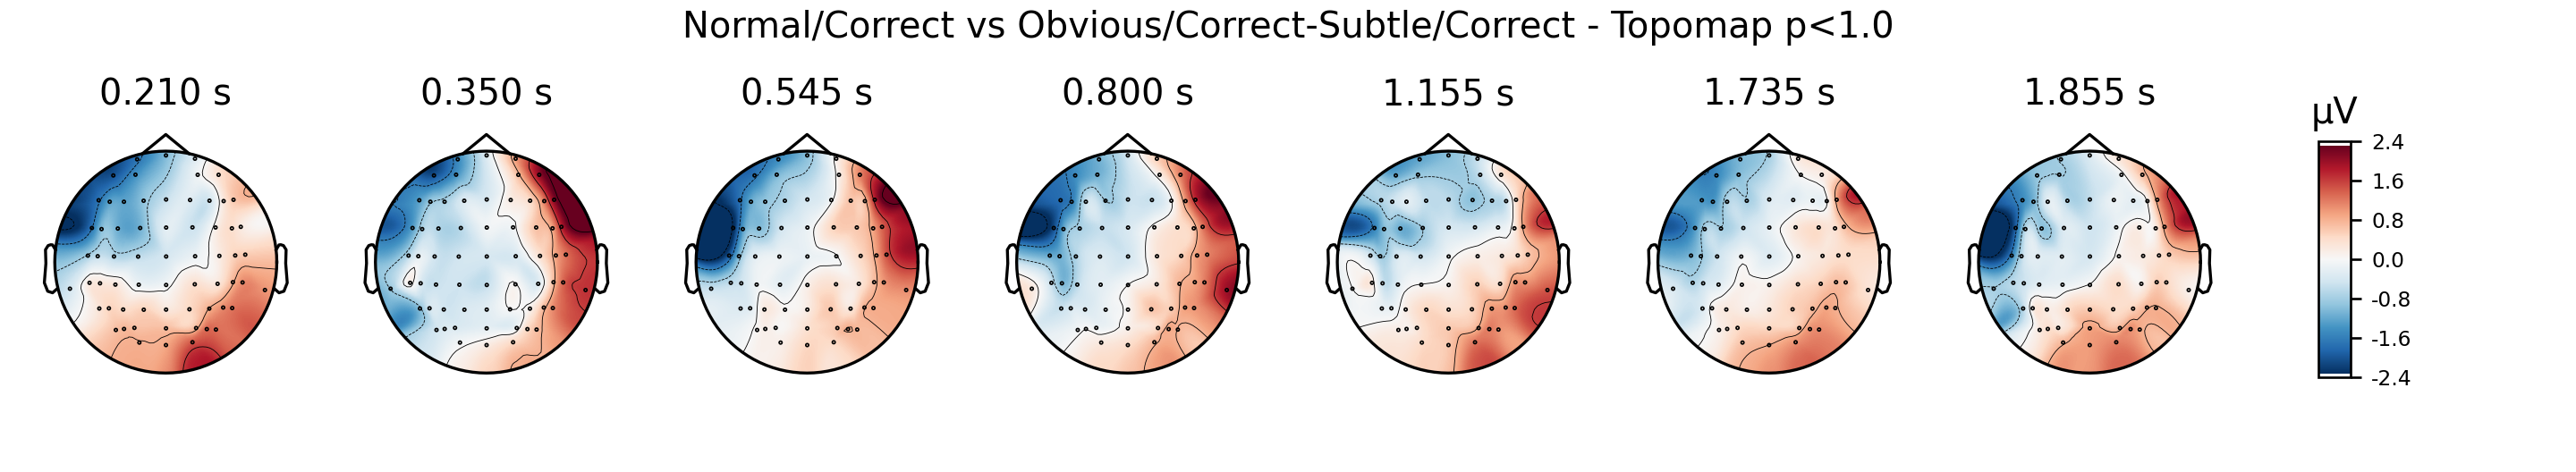 Normal/Correct vs Obvious/Correct-Subtle/Correct - Topomap p<1.0
0.210 s
0.350 s
0.545 s
0.800 s
1.155 s
1.735 s
1.855 s
μV
2.4
1.6
0.8
0.0
-0.8
-1.6
-2.4